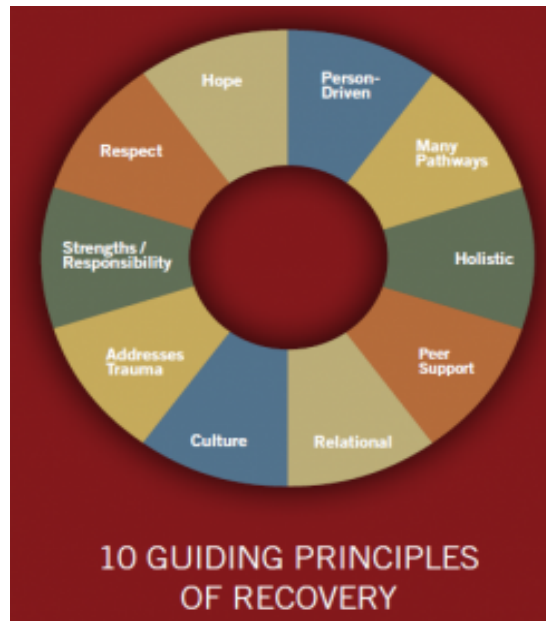 Hope
Person-
Driven
Many
Pathways
Holistic
Peer
Support
Relational
Culture
Addresses
Trauma
Strengths /
Responsibility
Respect
10 GUIDING PRINCIPLES
OF RECOVERY